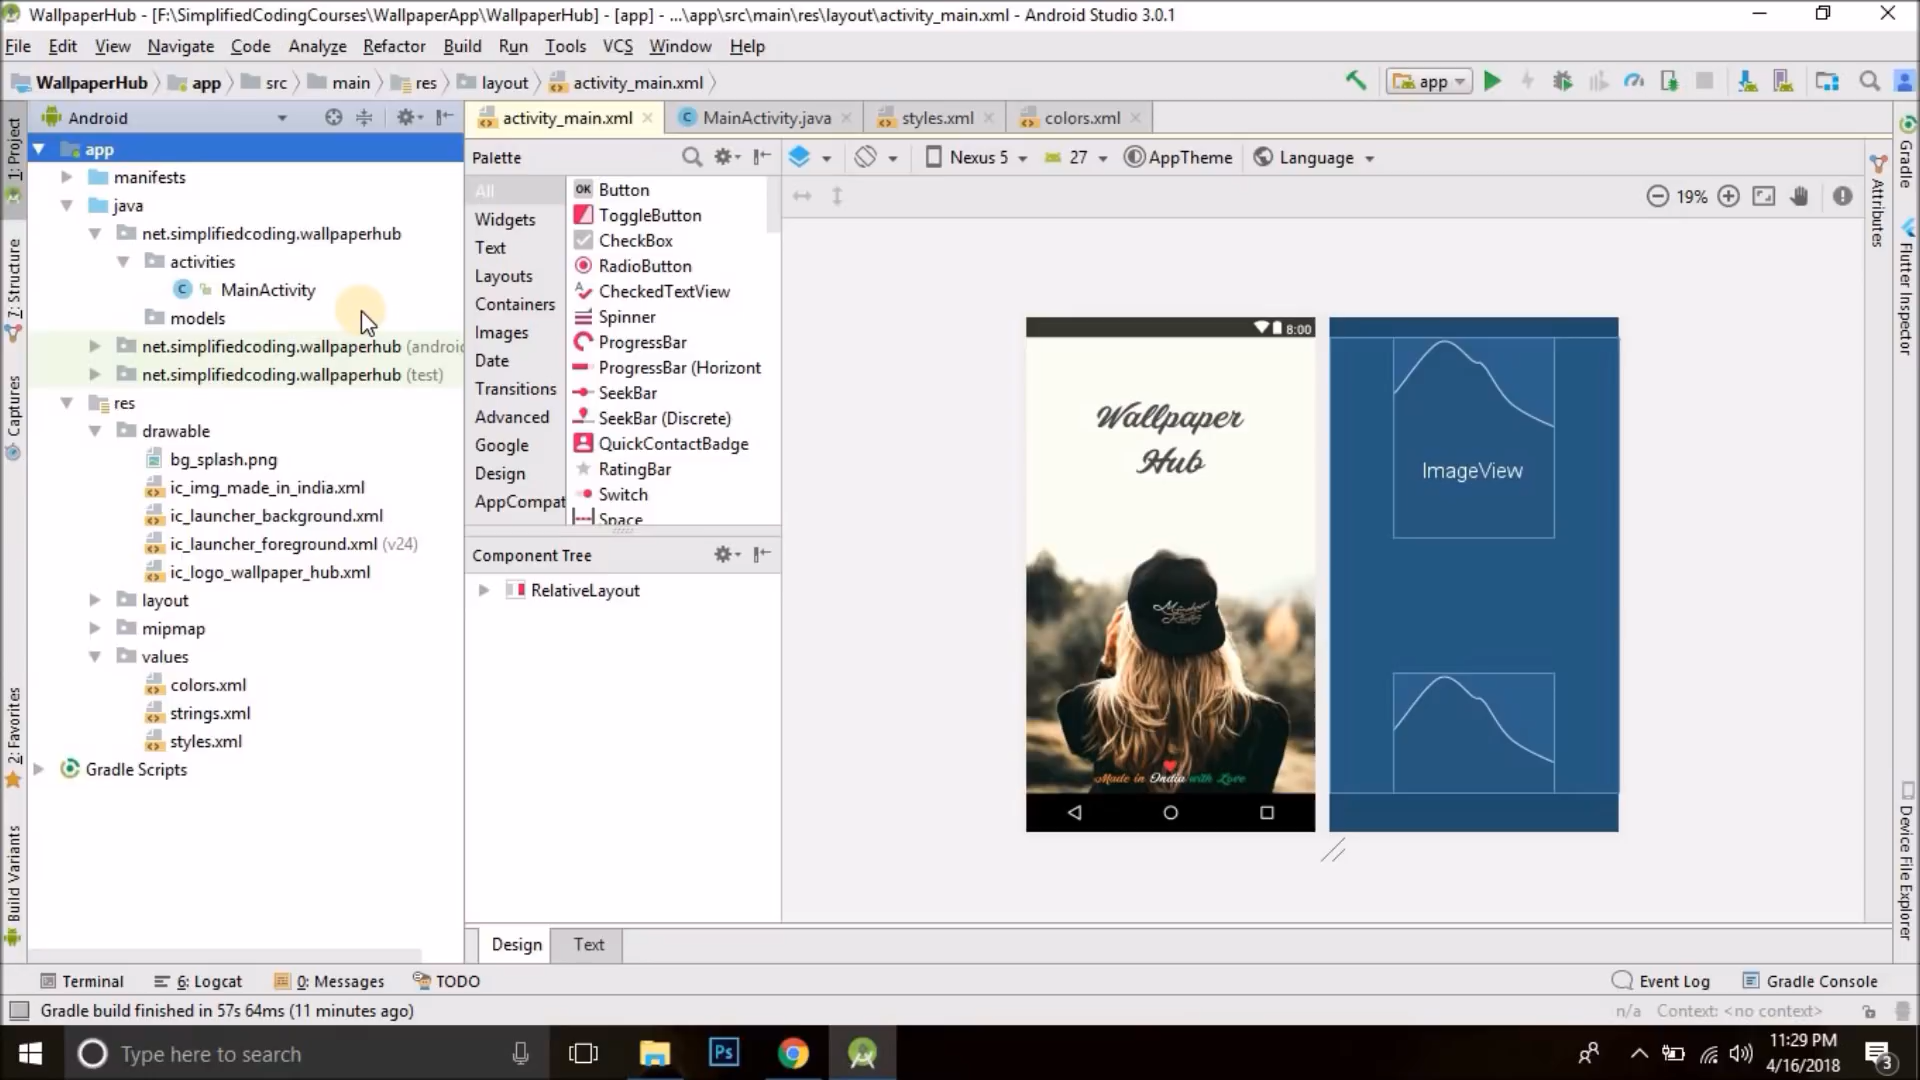 WallpaperHub - [F:\SimplifiedCodingCourses\WallpaperApp\WallpaperHub] - [app] - ...\app\src\main\res\layout\activity_main.xml - Android Studio 3.0.1
File Edit View Navigate Code Analyze Refactor Build Run Tools VCS Window Help
WallpaperHub app src main res layout activity_main.xml
app
Android
activity_main.xml MainActivity.java styles.xml colors.xml
1: Project
7: Structure
Captures
2: Favorites
Build Variants
app
manifests
java
net.simplifiedcoding.wallpaperhub
activities
MainActivity
models
net.simplifiedcoding.wallpaperhub (androi
net.simplifiedcoding.wallpaperhub (test)
res
drawable
bg_splash.png
ic_img_made_in_india.xml
ic_launcher_background.xml
ic_launcher_foreground.xml (v24)
ic_logo_wallpaper_hub.xml
layout
mipmap
values
colors.xml
strings.xml
styles.xml
Gradle Scripts
Palette
All
Widgets
Text
Layouts
Containers
Images
Date
Transitions
Advanced
Google
Design
AppCompat
OK Button
ToggleButton
CheckBox
RadioButton
CheckedTextView
Spinner
ProgressBar
ProgressBar (Horizont
SeekBar
SeekBar (Discrete)
QuickContactBadge
RatingBar
Switch
Space
Component Tree
RelativeLayout
Nexus 5 27 AppTheme Language
19%
8:00
Wallpaper
Hub
Made in India with Love
ImageView
Gradle
Attributes
Flutter Inspector
Device File Explorer
Design Text
Terminal 6: Logcat 0: Messages TODO
Event Log Gradle Console
Gradle build finished in 57s 64ms (11 minutes ago)
n/a Context: <no context>
Type here to search
Ps
11:29 PM
4/16/2018
3